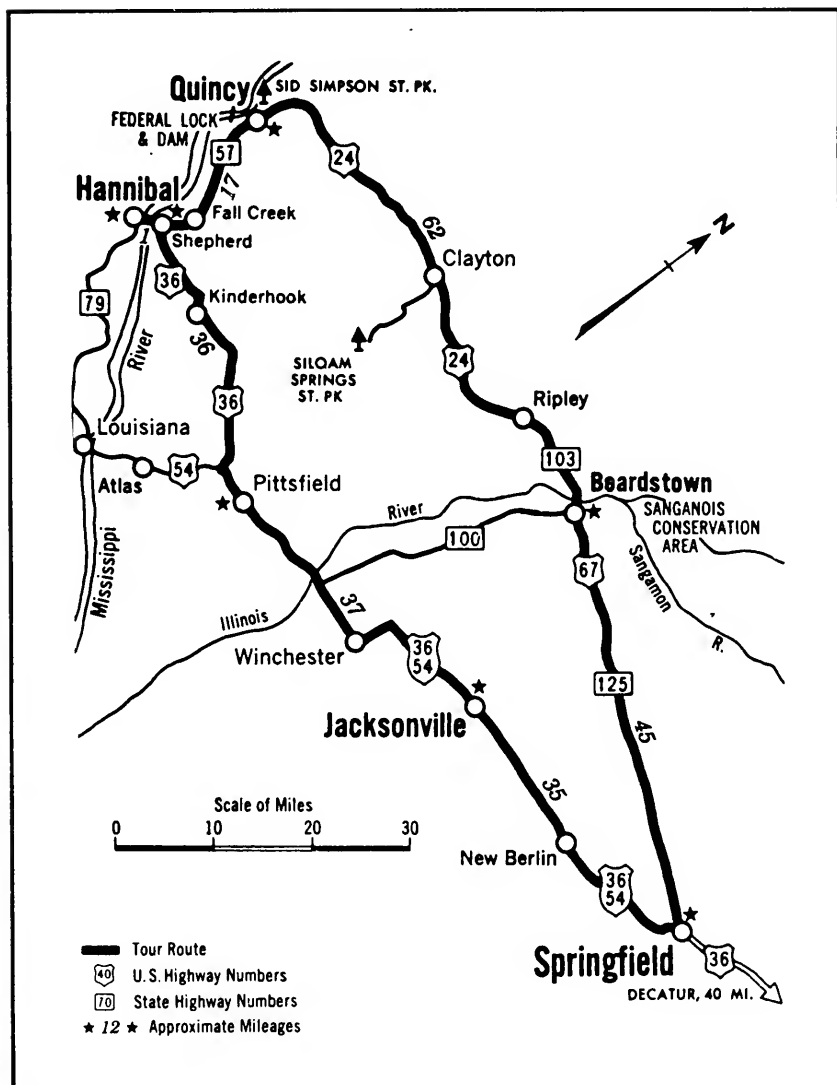 Quincy
SID SIMPSON ST. PK.
FEDERAL LOCK
& DAM
57
17
24
Hannibal
Fall Creek
1
Shepherd
62
Clayton
N
36
79
Kinderhook
36
River
SILOAM
SPRINGS
ST. PK
24
36
Ripley
Louisiana
103
54
Atlas
Pittsfield
Beardstown
River
SANGANOIS
CONSERVATION
AREA
100
67
Sangamon
R.
Mississippi
Illinois
37
Winchester
36
54
125
45
Jacksonville
35
Scale of Miles
0 10 20 30
New Berlin
36
54
Springfield
36
DECATUR, 40 MI.
Tour Route
40 U.S. Highway Numbers
70 State Highway Numbers
★ 12 ★ Approximate Mileages